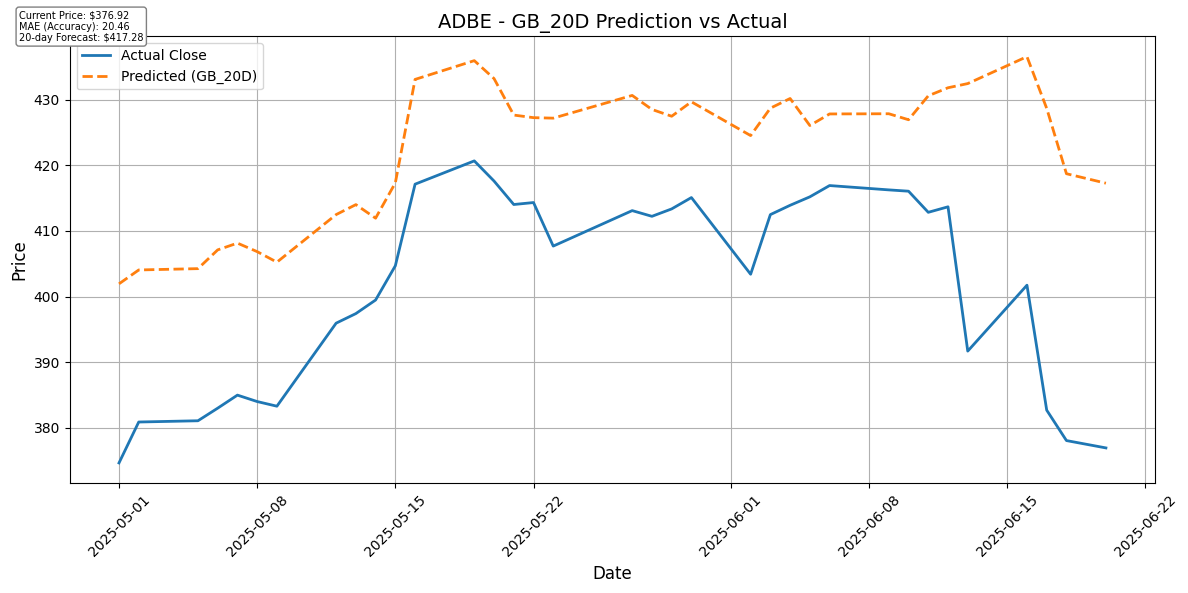 ADBE - GB_20D Prediction vs Actual
Current Price: $376.92
MAE (Accuracy): 20.46
20-day Forecast: $417.28
Actual Close
Predicted (GB_20D)
Price
430
420
410
400
390
380
2025-05-01
2025-05-08
2025-05-15
2025-05-22
2025-06-01
2025-06-08
2025-06-15
2025-06-22
Date